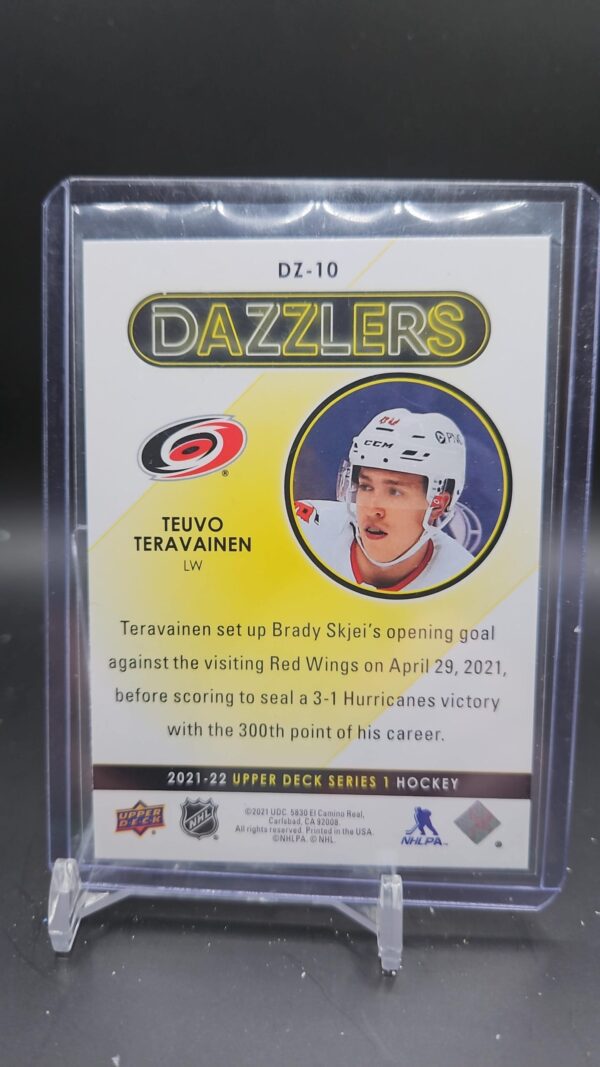 DZ-10
DAZZLERS
TEUVO
TERAVAINEN
LW
CCM
Teravainen set up Brady Skjei's opening goal
against the visiting Red Wings on April 29, 2021,
before scoring to seal a 3-1 Hurricanes victory
with the 300th point of his career.
2021-22 UPPER DECK SERIES 1 HOCKEY
UPPER
DECK
NHL
©2021 UDC. 5830 El Camino Real,
Carlsbad, CA 92008.
All rights reserved. Printed in the USA.
©NHLPA. © NHL.
NHLPA